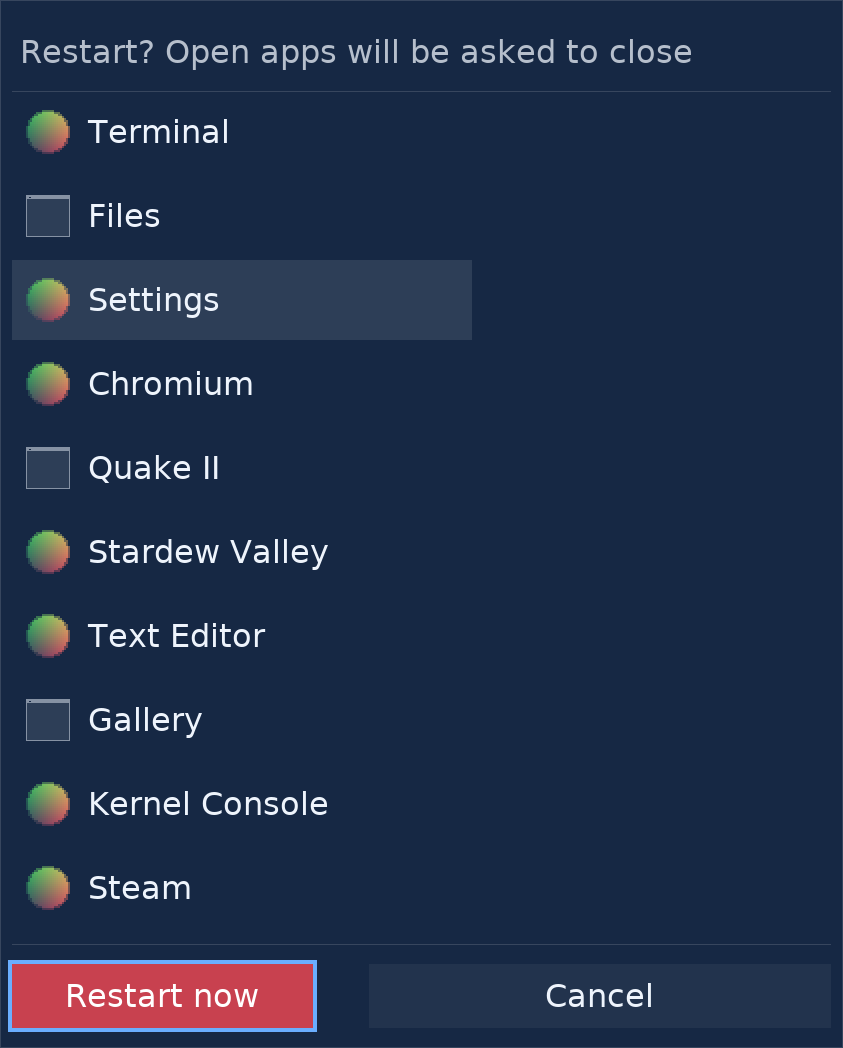 Restart? Open apps will be asked to close
Terminal
Files
Settings
Chromium
Quake II
Stardew Valley
Text Editor
Gallery
Kernel Console
Steam
Restart now
Cancel